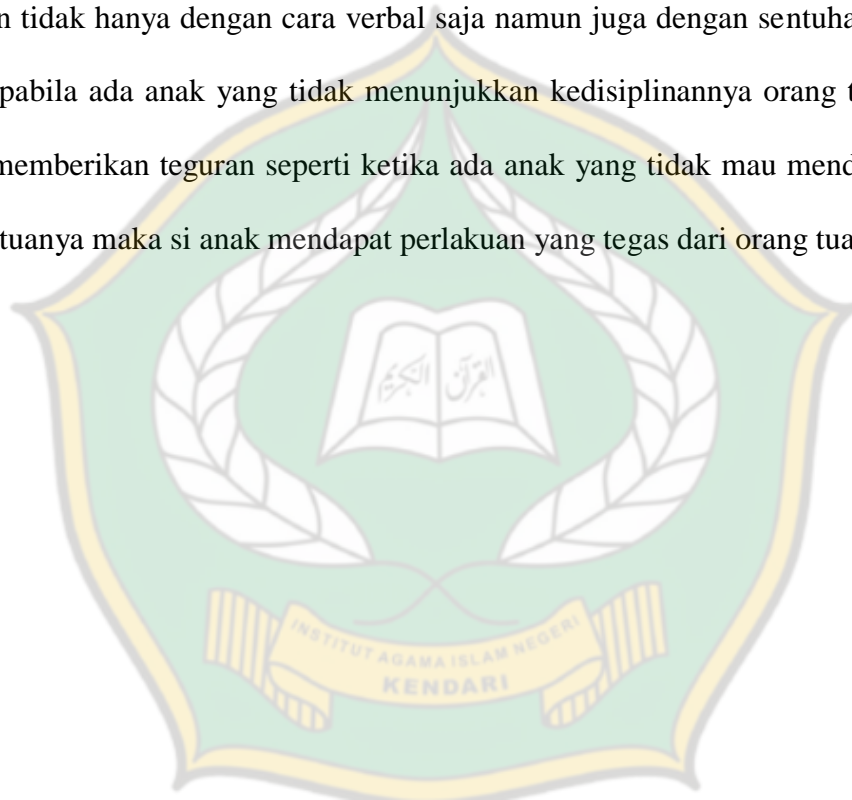 n tidak hanya dengan cara verbal saja namun juga dengan sentuha
pabila ada anak yang tidak menunjukkan kedisiplinannya orang t
memberikan teguran seperti ketika ada anak yang tidak mau mend
tuanya maka si anak mendapat perlakuan yang tegas dari orang tua
القرآن الكريم
INSTITUT AGAMA ISLAM NEGERI
KENDARI